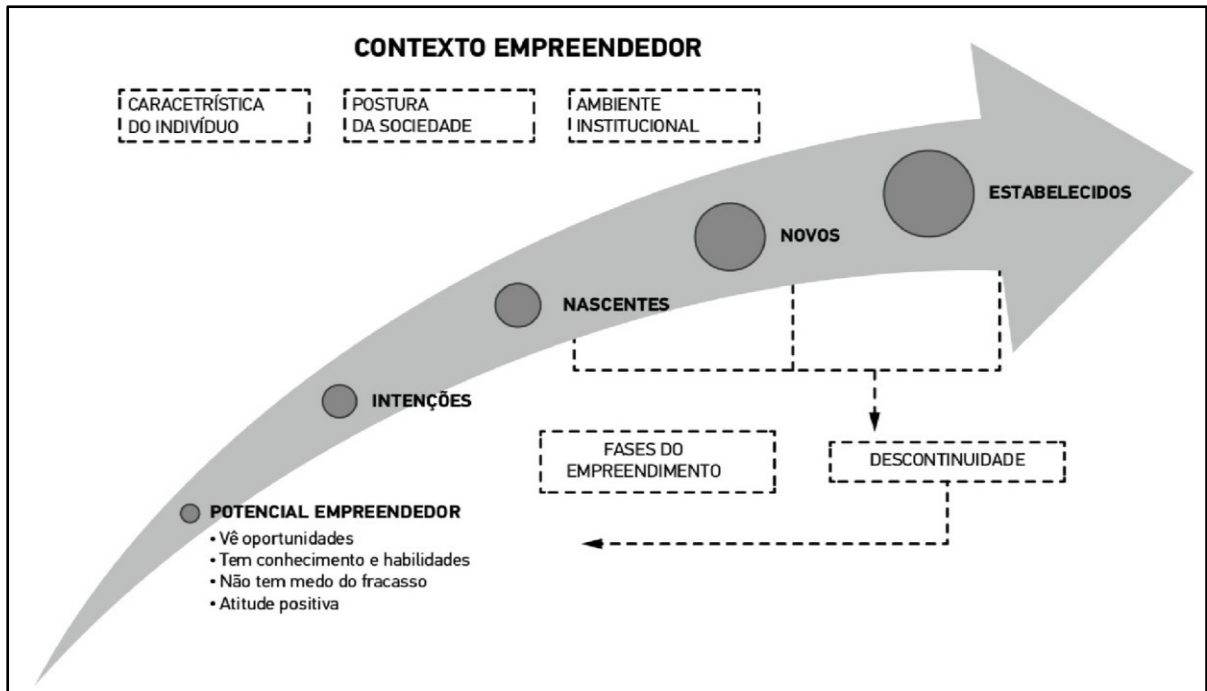 CONTEXTO EMPREENDEDOR
CARACETRÍSTICA
DO INDIVÍDUO
POSTURA
DA SOCIEDADE
AMBIENTE
INSTITUCIONAL
ESTABELECIDOS
NOVOS
NASCENTES
INTENÇÕES
FASES DO
EMPREENDIMENTO
DESCONTINUIDADE
POTENCIAL EMPREENDEDOR
• Vê oportunidades
• Tem conhecimento e habilidades
• Não tem medo do fracasso
• Atitude positiva